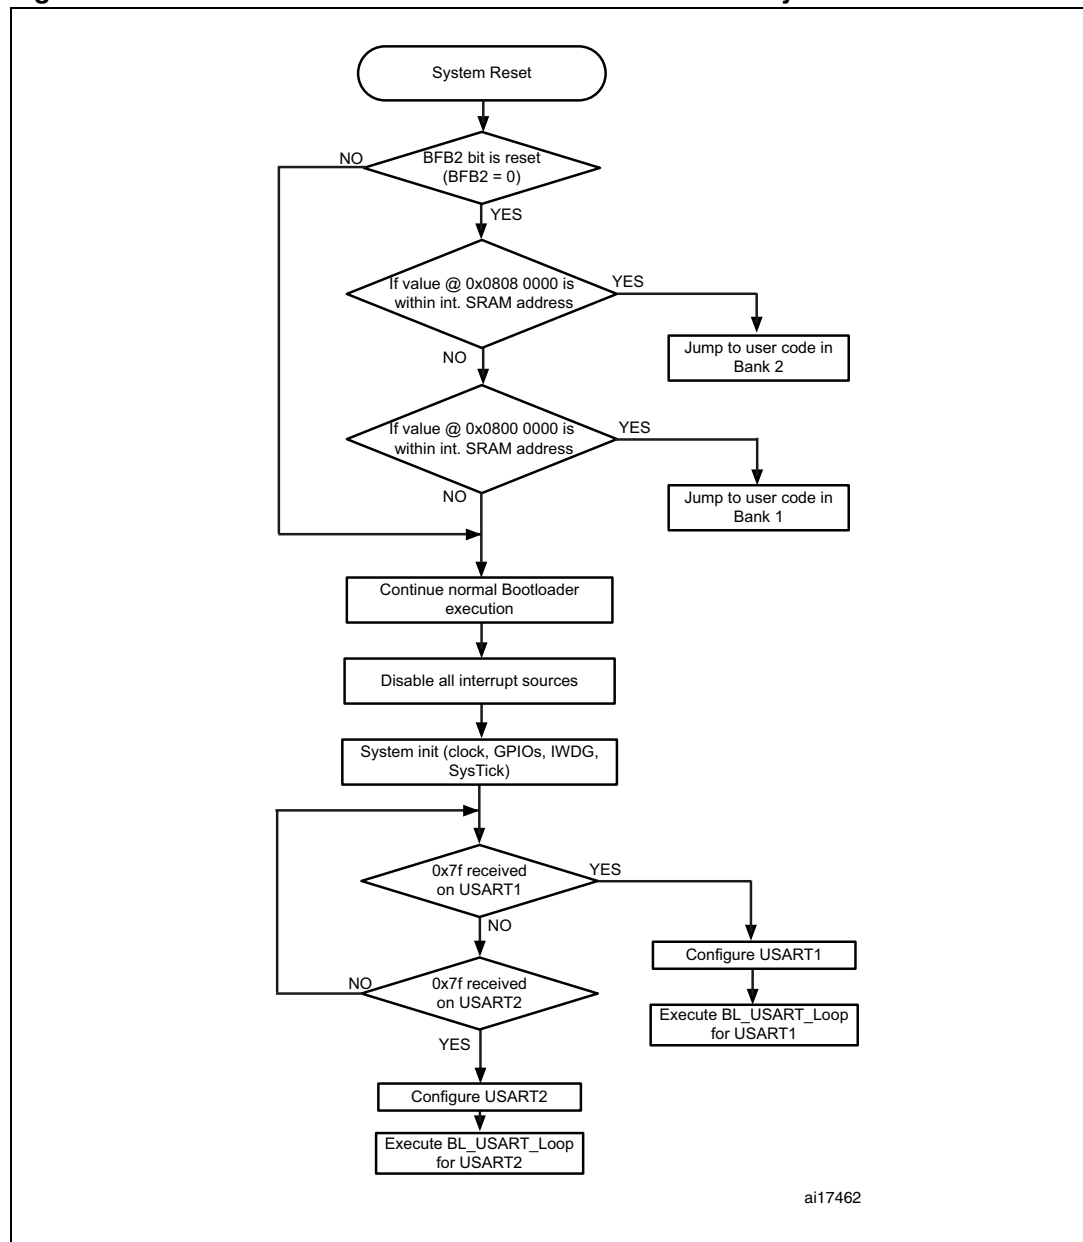 System Reset
NO
BFB2 bit is reset
(BFB2 = 0)
YES
If value @ 0x0808 0000 is
within int. SRAM address
YES
Jump to user code in
Bank 2
NO
If value @ 0x0800 0000 is
within int. SRAM address
YES
Jump to user code in
Bank 1
NO
Continue normal Bootloader
execution
Disable all interrupt sources
System init (clock, GPIOs, IWDG,
SysTick)
0x7f received
on USART1
YES
NO
Configure USART1
NO
0x7f received
on USART2
Execute BL_USART_Loop
for USART1
YES
Configure USART2
Execute BL_USART_Loop
for USART2
ai17462